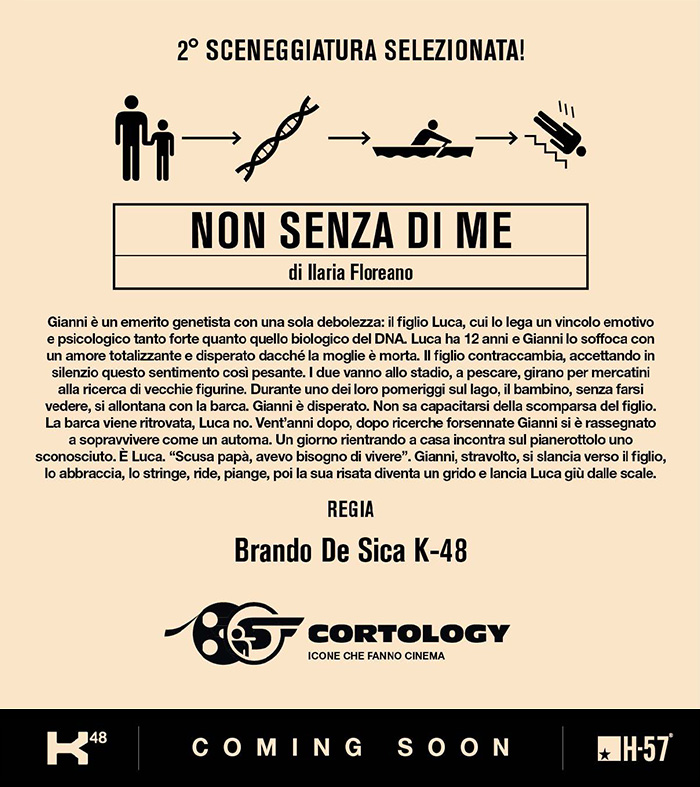 2° SCENEGGIATURA SELEZIONATA!
NON SENZA DI ME
di Ilaria Floreano
Gianni è un emerito genetista con una sola debolezza: il figlio Luca, cui lo lega un vincolo emotivo
e psicologico tanto forte quanto quello biologico del DNA. Luca ha 12 anni e Gianni lo soffoca con
un amore totalizzante e disperato dacché la moglie è morta. Il figlio contraccambia, accettando in
silenzio questo sentimento così pesante. I due vanno allo stadio, a pescare, girano per mercatini
alla ricerca di vecchie figurine. Durante uno dei loro pomeriggi sul lago, il bambino, senza farsi
vedere, si allontana con la barca. Gianni è disperato. Non sa capacitarsi della scomparsa del figlio.
La barca viene ritrovata, Luca no. Vent'anni dopo, dopo ricerche forsennate Gianni si è rassegnato
a sopravvivere come un automa. Un giorno rientrando a casa incontra sul pianerottolo uno
sconosciuto. È Luca. “Scusa papà, avevo bisogno di vivere”. Gianni, stravolto, si slancia verso il figlio,
lo abbraccia, lo stringe, ride, piange, poi la sua risata diventa un grido e lancia Luca giù dalle scale.
REGIA
Brando De Sica K-48
CORTOLOGY
ICONE CHE FANNO CINEMA
K48
COMING SOON
H-57